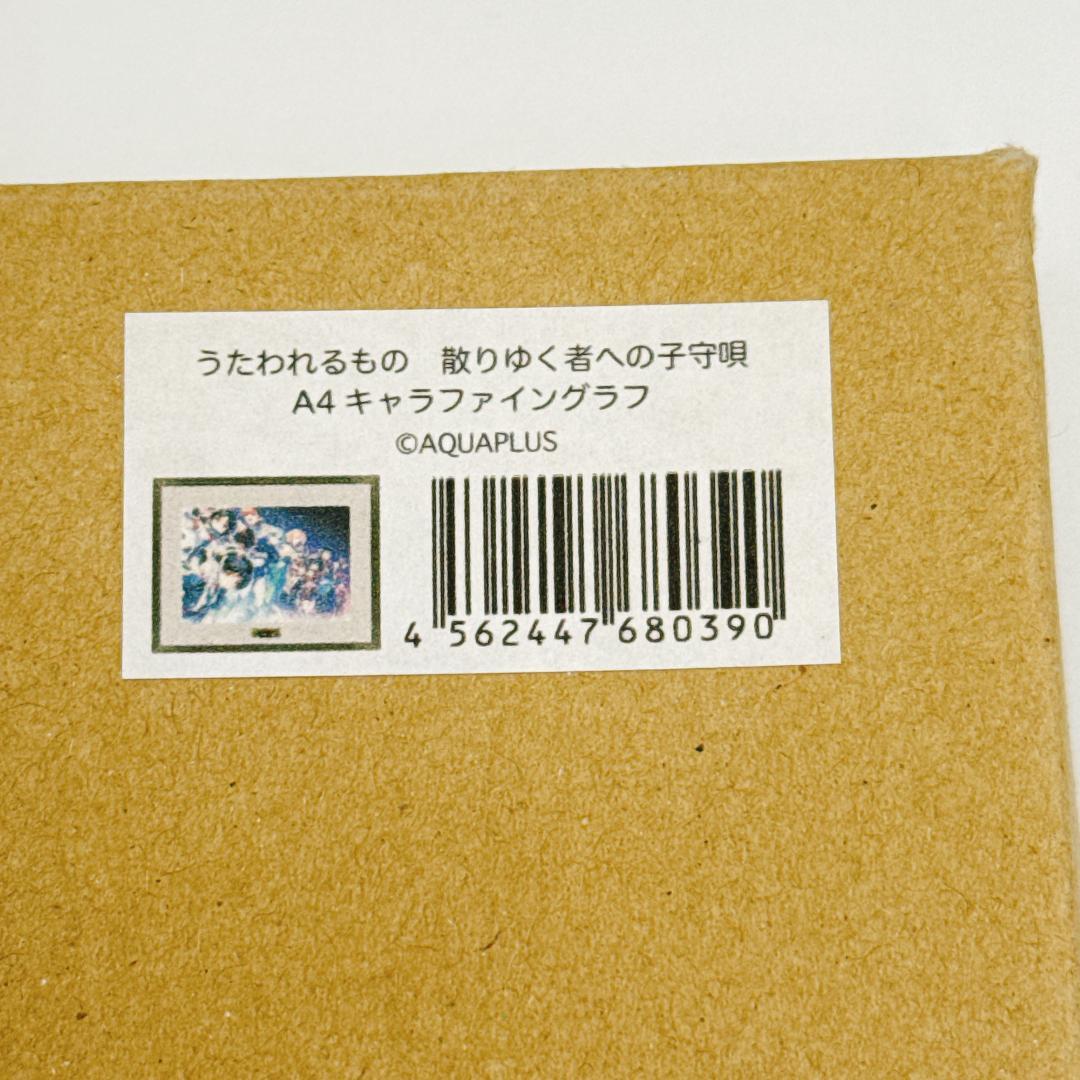 うたわれるもの　散りゆく者への子守唄
A4 キャラファイングラフ
©AQUAPLUS
4 562447 680390